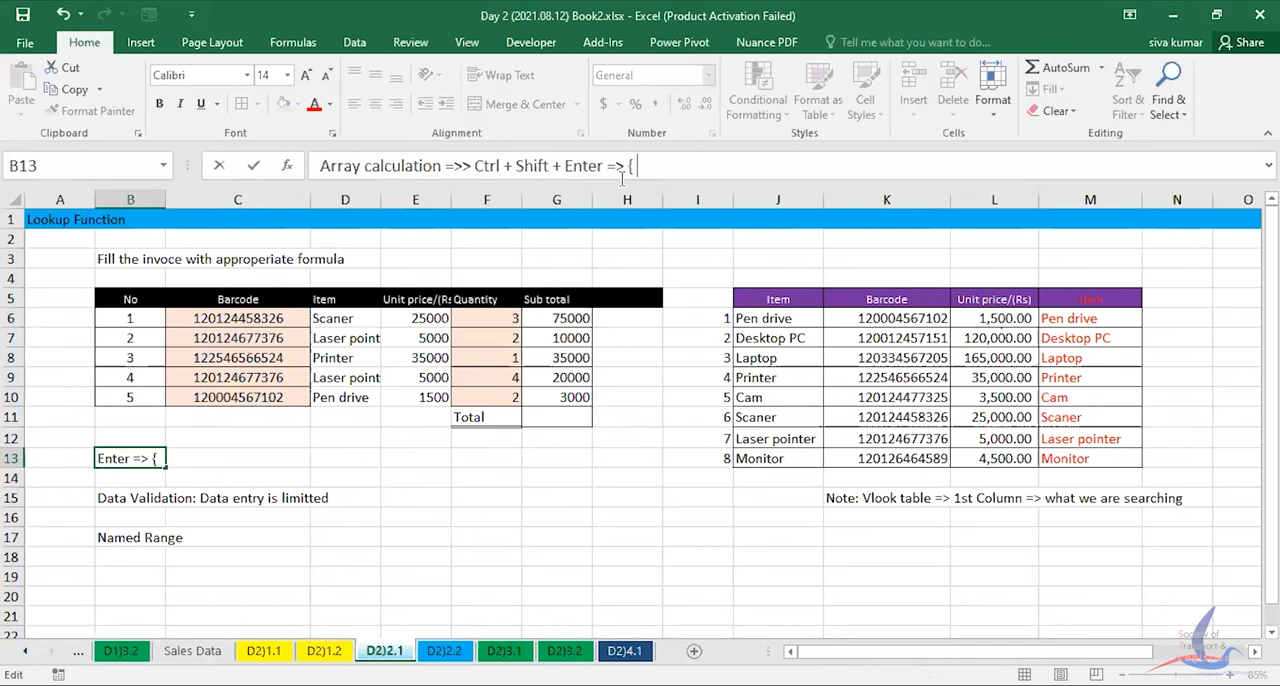 Day 2 (2021.08.12) Book2.xlsx - Excel (Product Activation Failed)
File Home Insert Page Layout Formulas Data Review View Developer Add-Ins Power Pivot Nuance PDF Tell me what you want to do... siva kumar Share
Paste Cut Copy Format Painter Clipboard
Calibri 14 A A B I U A Font
Wrap Text Merge & Center Alignment
General $ % , Number
Conditional Formatting Format as Table Cell Styles Styles
Insert Delete Format Cells
AutoSum Fill Clear Sort & Filter Find & Select Editing
B13 fx Array calculation =>> Ctrl + Shift + Enter => {
A B C D E F G H I J K L M N O
1 Lookup Function
2
3 Fill the invoce with approperiate formula
4
5 No Barcode Item Unit price/(Rs Quantity Sub total Item Barcode Unit price/(Rs) Item
6 1 120124458326 Scaner 25000 3 75000 1 Pen drive 120004567102 1,500.00 Pen drive
7 2 120124677376 Laser point 5000 2 10000 2 Desktop PC 120012457151 120,000.00 Desktop PC
8 3 122546566524 Printer 35000 1 35000 3 Laptop 120334567205 165,000.00 Laptop
9 4 120124677376 Laser point 5000 4 20000 4 Printer 122546566524 35,000.00 Printer
10 5 120004567102 Pen drive 1500 2 3000 5 Cam 120124477325 3,500.00 Cam
11 Total 6 Scaner 120124458326 25,000.00 Scaner
12 7 Laser pointer 120124677376 5,000.00 Laser pointer
13 Enter => { 8 Monitor 120126464589 4,500.00 Monitor
14
15 Data Validation: Data entry is limitted Note: Vlook table => 1st Column => what we are searching
16
17 Named Range
18
19
20
21
22
... D1)3.2 Sales Data D2)1.1 D2)1.2 D2)2.1 D2)2.2 D2)3.1 D2)3.2 D2)4.1
Society of
Transport &
Edit 85%